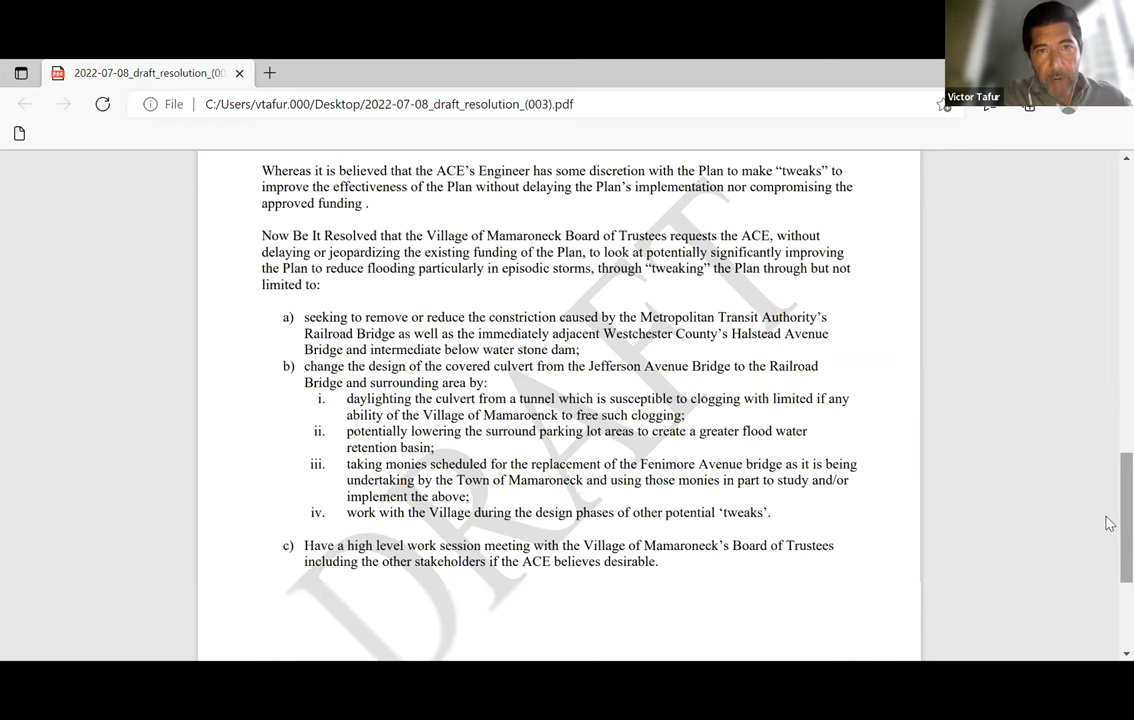 Victor Tafur
2022-07-08_draft_resolution_(00
File
C:/Users/vtafur.000/Desktop/2022-07-08_draft_resolution_(003).pdf
Whereas it is believed that the ACE's Engineer has some discretion with the Plan to make “tweaks” to
improve the effectiveness of the Plan without delaying the Plan's implementation nor compromising the
approved funding .
Now Be It Resolved that the Village of Mamaroneck Board of Trustees requests the ACE, without
delaying or jeopardizing the existing funding of the Plan, to look at potentially significantly improving
the Plan to reduce flooding particularly in episodic storms, through “tweaking” the Plan through but not
limited to:
a) seeking to remove or reduce the constriction caused by the Metropolitan Transit Authority's
Railroad Bridge as well as the immediately adjacent Westchester County's Halstead Avenue
Bridge and intermediate below water stone dam;
b) change the design of the covered culvert from the Jefferson Avenue Bridge to the Railroad
Bridge and surrounding area by:
i. daylighting the culvert from a tunnel which is susceptible to clogging with limited if any
ability of the Village of Mamaroenck to free such clogging;
ii. potentially lowering the surround parking lot areas to create a greater flood water
retention basin;
iii. taking monies scheduled for the replacement of the Fenimore Avenue bridge as it is being
undertaking by the Town of Mamaroneck and using those monies in part to study and/or
implement the above;
iv. work with the Village during the design phases of other potential ‘tweaks’.
c) Have a high level work session meeting with the Village of Mamaroneck's Board of Trustees
including the other stakeholders if the ACE believes desirable.
DRAFT